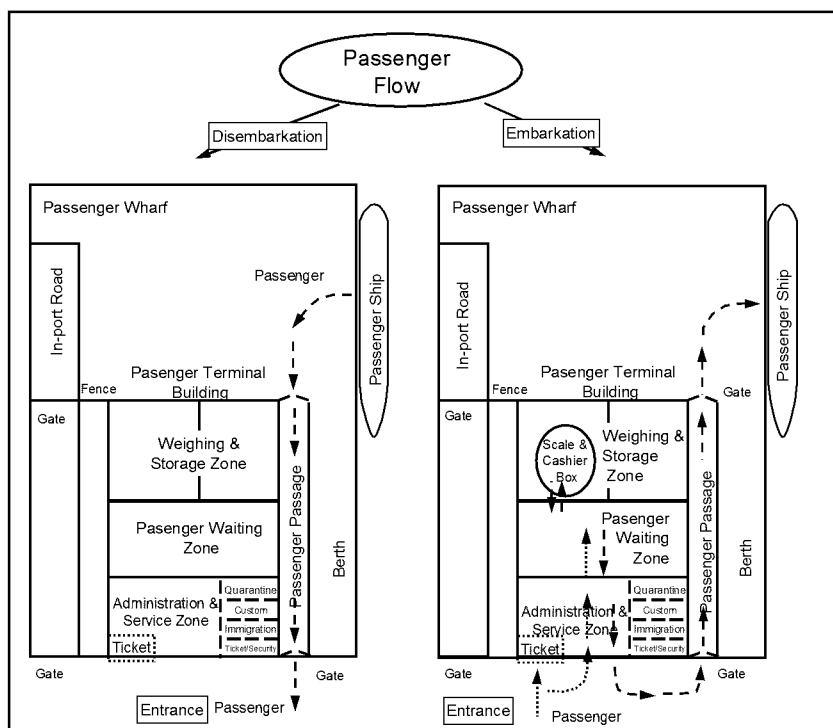 Passenger
Flow
Disembarkation
Embarkation
Passenger Wharf
In-port Road
Passenger
Passenger Ship
Pasenger Terminal
Building
Fence
Gate
Weighing &
Storage Zone
Pasenger Waiting
Zone
Passenger Passage
Berth
Administration &
Service Zone
Quarantine
Custom
Immigration
Ticket/Security
Ticket
Gate
Gate
Entrance
Passenger
Passenger Wharf
In-port Road
Passenger Ship
Pasenger Terminal
Building
Fence
Gate
Gate
Scale &
Cashier
Box
Weighing &
Storage
Zone
Pasenger
Waiting
Zone
Passenger Passage
Berth
Administration &
Service Zone
Quarantine
Custom
Immigration
Ticket/Security
Ticket
Gate
Gate
Entrance
Passenger